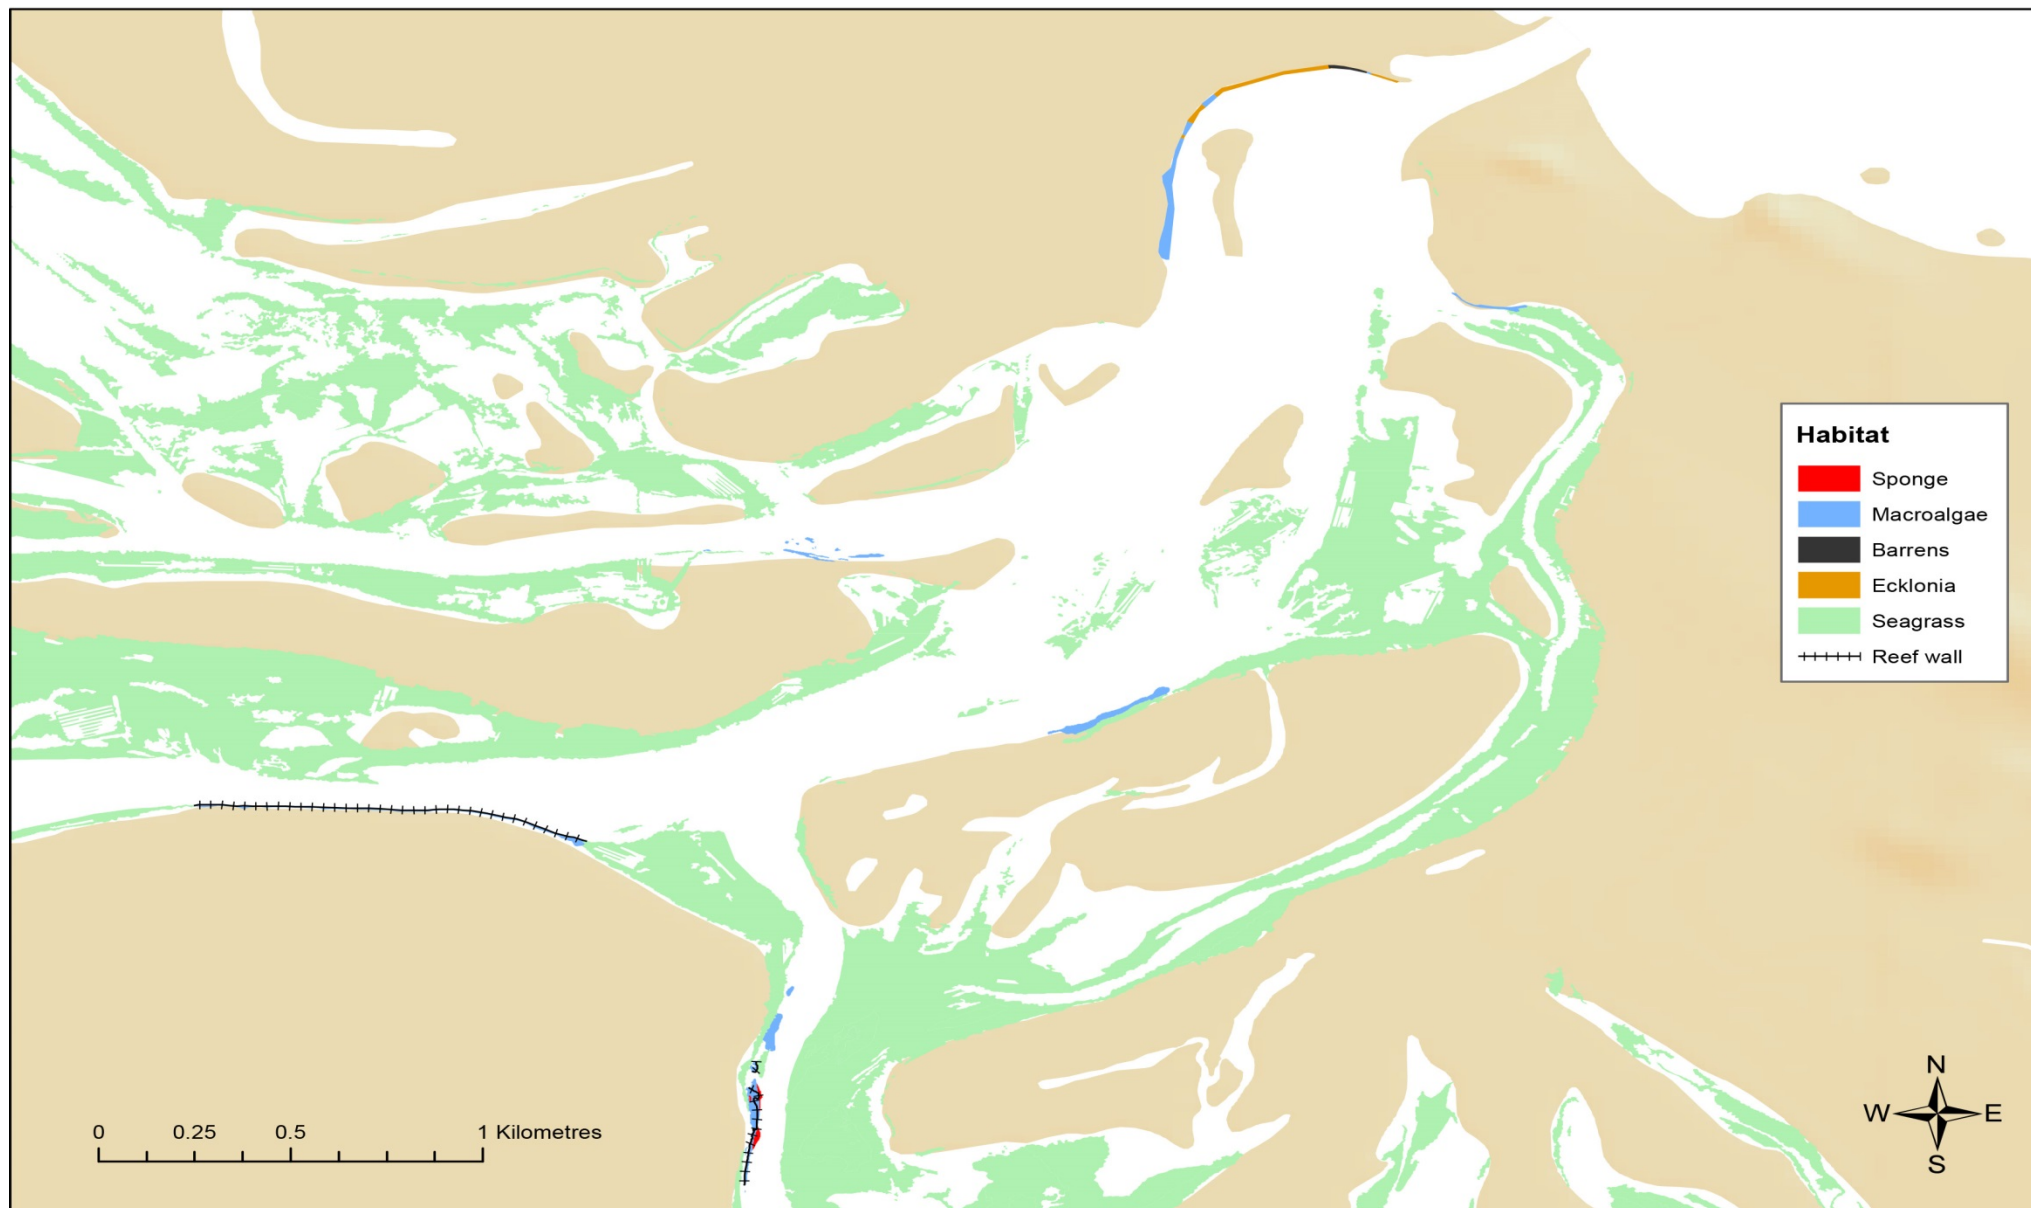 Habitat
Sponge
Macroalgae
Barrens
Ecklonia
Seagrass
Reef wall
N
W E
S
0 0.25 0.5 1 Kilometres